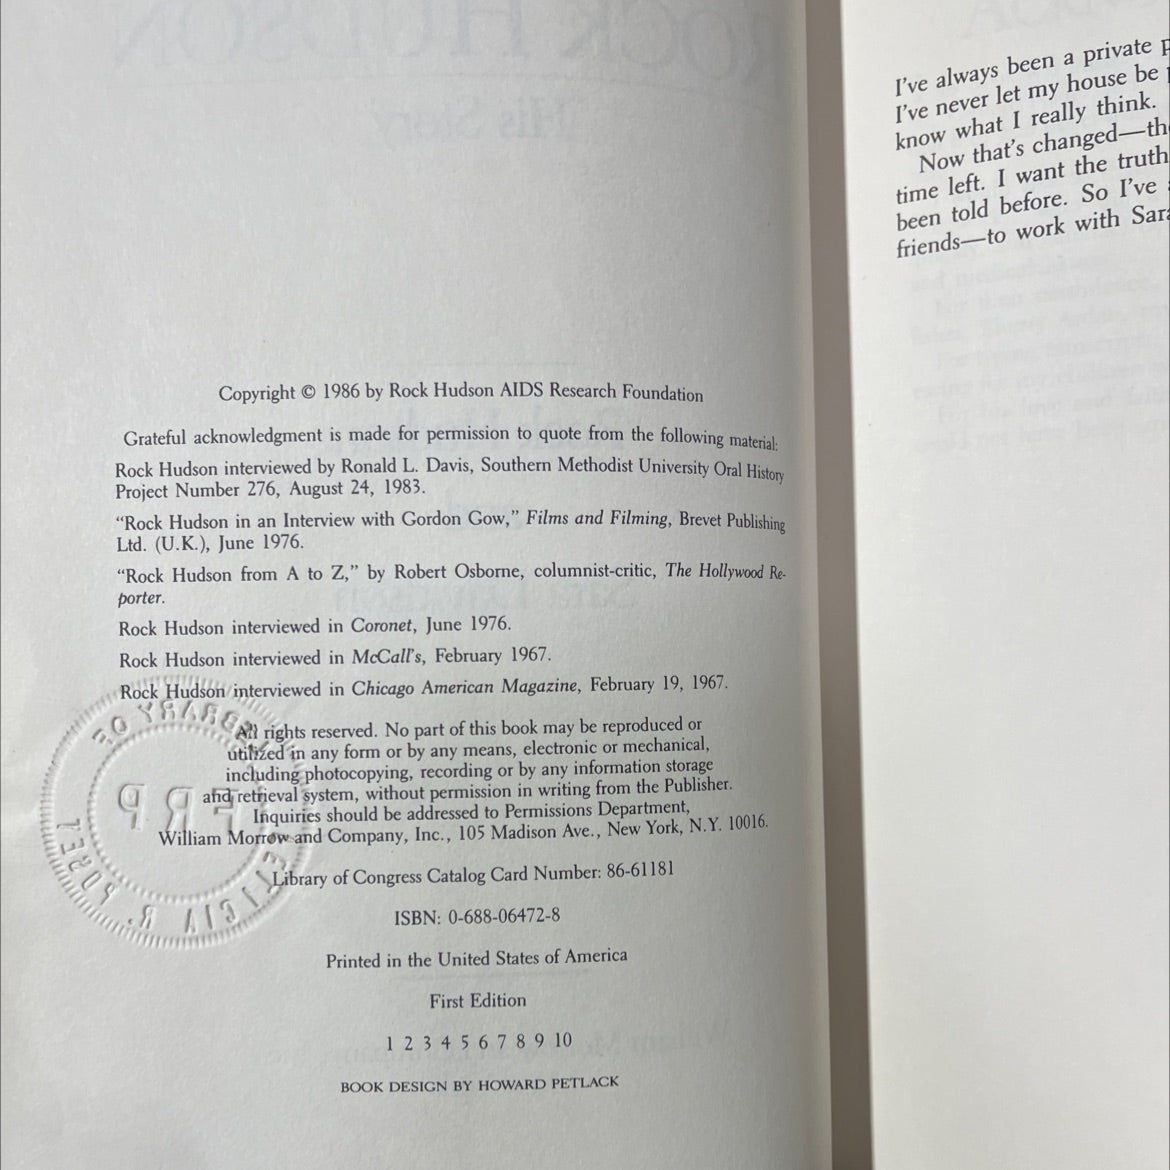 Copyright © 1986 by Rock Hudson AIDS Research Foundation
Grateful acknowledgment is made for permission to quote from the following material:
Rock Hudson interviewed by Ronald L. Davis, Southern Methodist University Oral History
Project Number 276, August 24, 1983.
“Rock Hudson in an Interview with Gordon Gow,” Films and Filming, Brevet Publishing
Ltd. (U.K.), June 1976.
“Rock Hudson from A to Z,” by Robert Osborne, columnist-critic, The Hollywood Re-
porter.
Rock Hudson interviewed in Coronet, June 1976.
Rock Hudson interviewed in McCall’s, February 1967.
Rock Hudson interviewed in Chicago American Magazine, February 19, 1967.
All rights reserved. No part of this book may be reproduced or
utilized in any form or by any means, electronic or mechanical,
including photocopying, recording or by any information storage
and retrieval system, without permission in writing from the Publisher.
Inquiries should be addressed to Permissions Department,
William Morrow and Company, Inc., 105 Madison Ave., New York, N.Y. 10016.
Library of Congress Catalog Card Number: 86-61181
ISBN: 0-688-06472-8
Printed in the United States of America
First Edition
1 2 3 4 5 6 7 8 9 10
BOOK DESIGN BY HOWARD PETLACK
I’ve always been a private
I’ve never let my house be
know what I really think.
Now that’s changed—
time left. I want the truth
been told before. So I’ve
friends—to work with